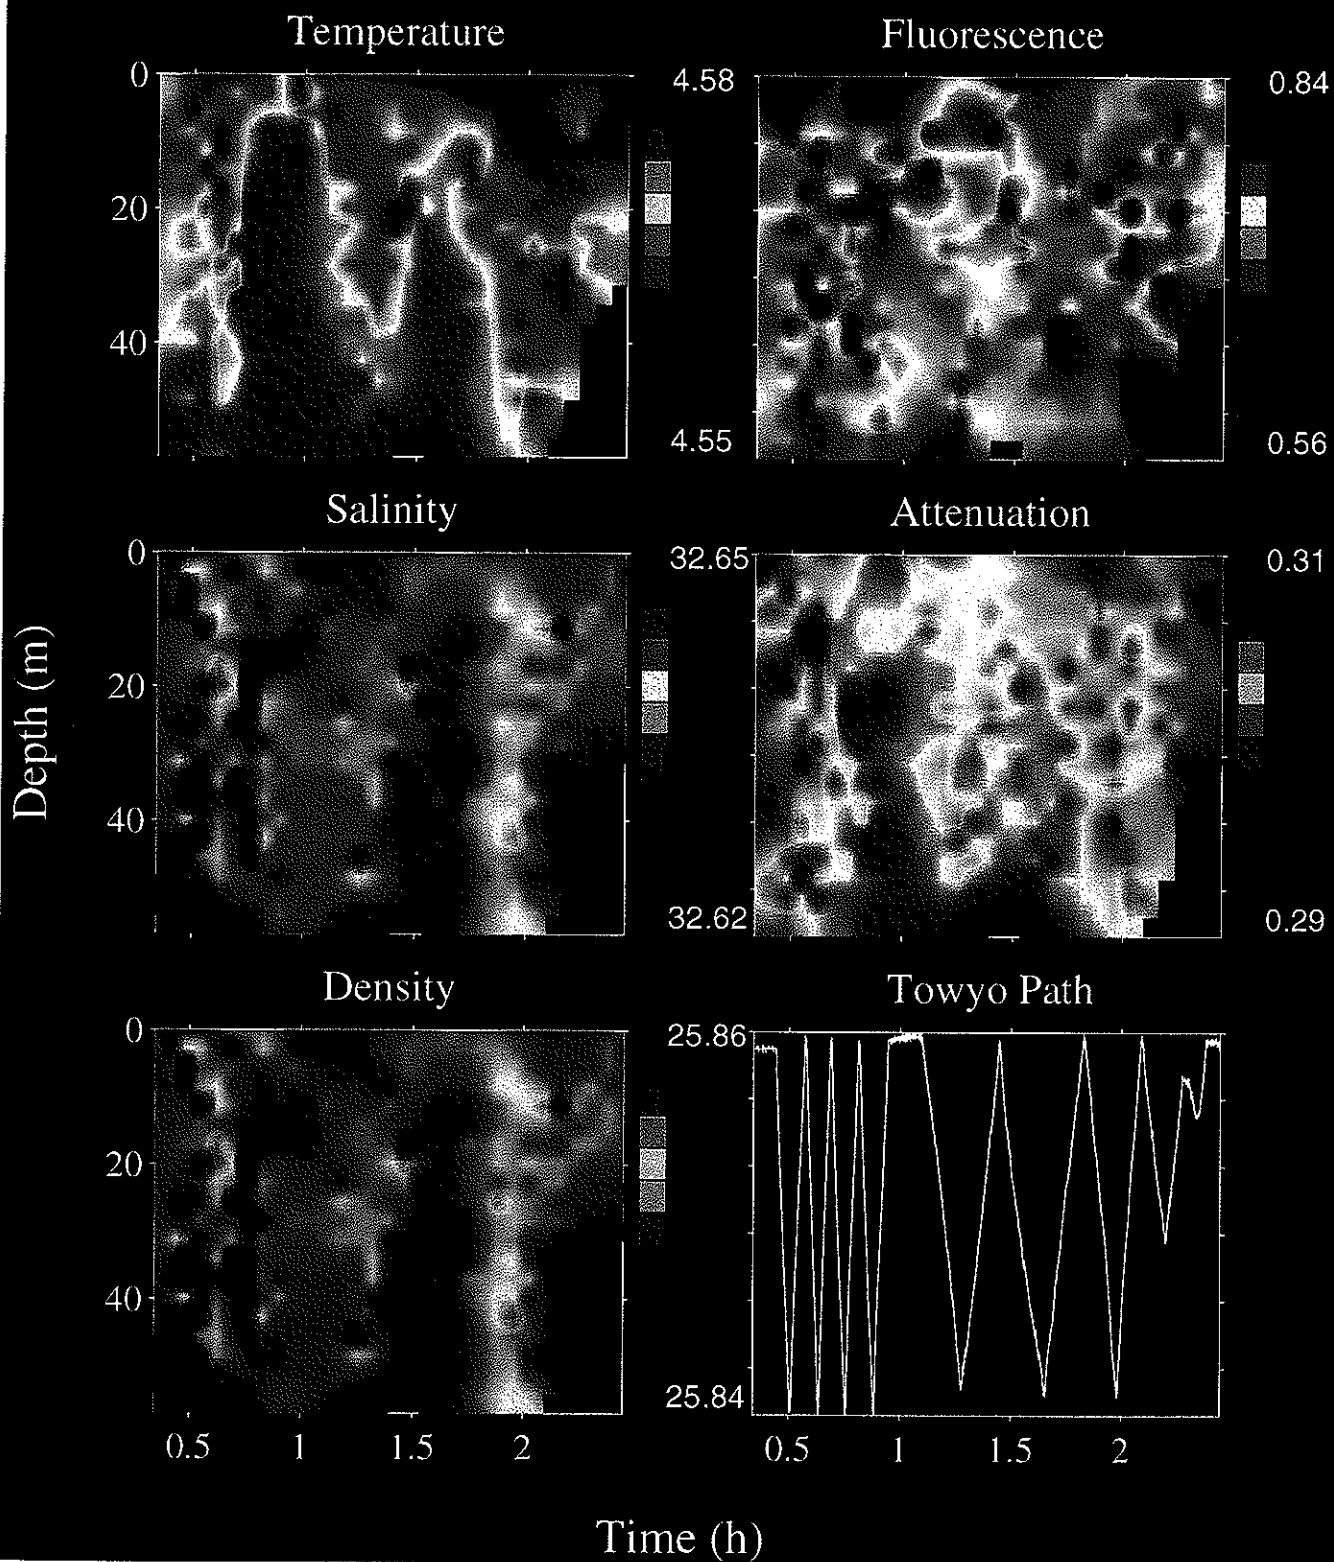 Temperature
Fluorescence
0
20
40
4.58
4.55
0.84
0.56
Salinity
Attenuation
0
20
40
32.65
32.62
0.31
0.29
Depth (m)
Density
Towyo Path
0
20
40
25.86
25.84
0.5 1 1.5 2
0.5 1 1.5 2
Time (h)